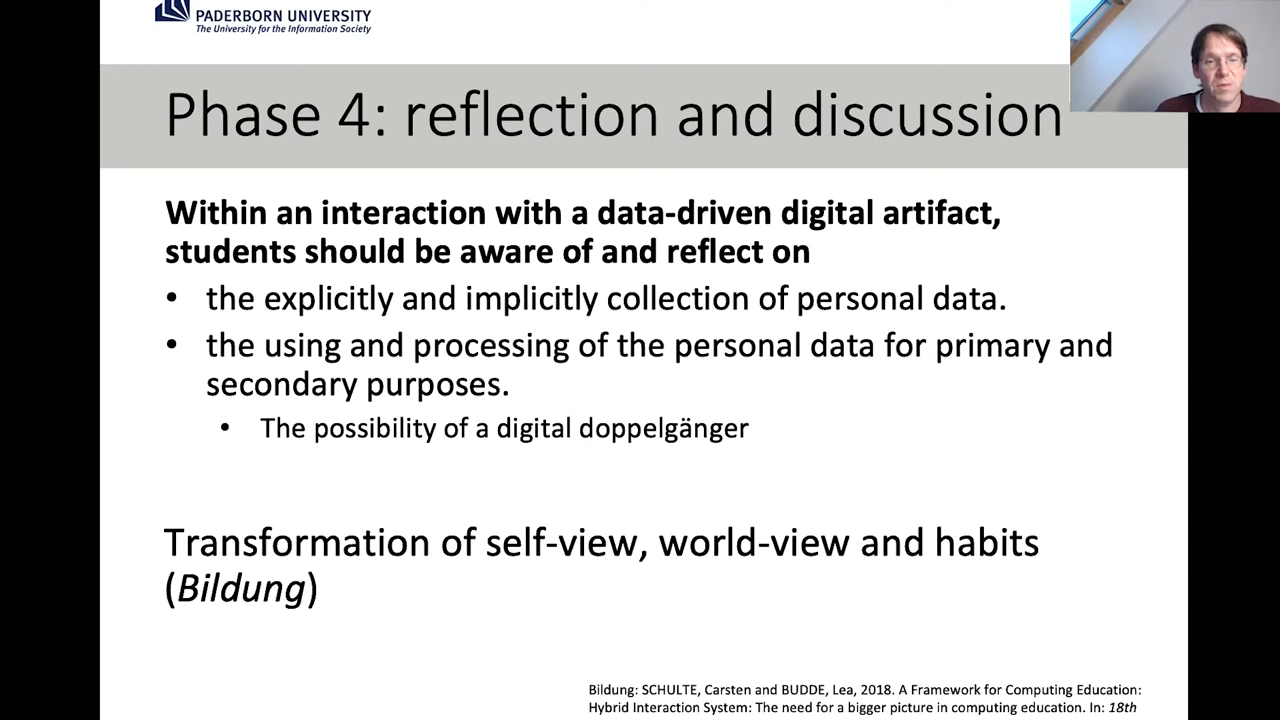 PADERBORN UNIVERSITY
The University for the Information Society
Phase 4: reflection and discussion
Within an interaction with a data-driven digital artifact,
students should be aware of and reflect on
• the explicitly and implicitly collection of personal data.
• the using and processing of the personal data for primary and
secondary purposes.
• The possibility of a digital doppelgänger
Transformation of self-view, world-view and habits
(Bildung)
Bildung: SCHULTE, Carsten and BUDDE, Lea, 2018. A Framework for Computing Education:
Hybrid Interaction System: The need for a bigger picture in computing education. In: 18th